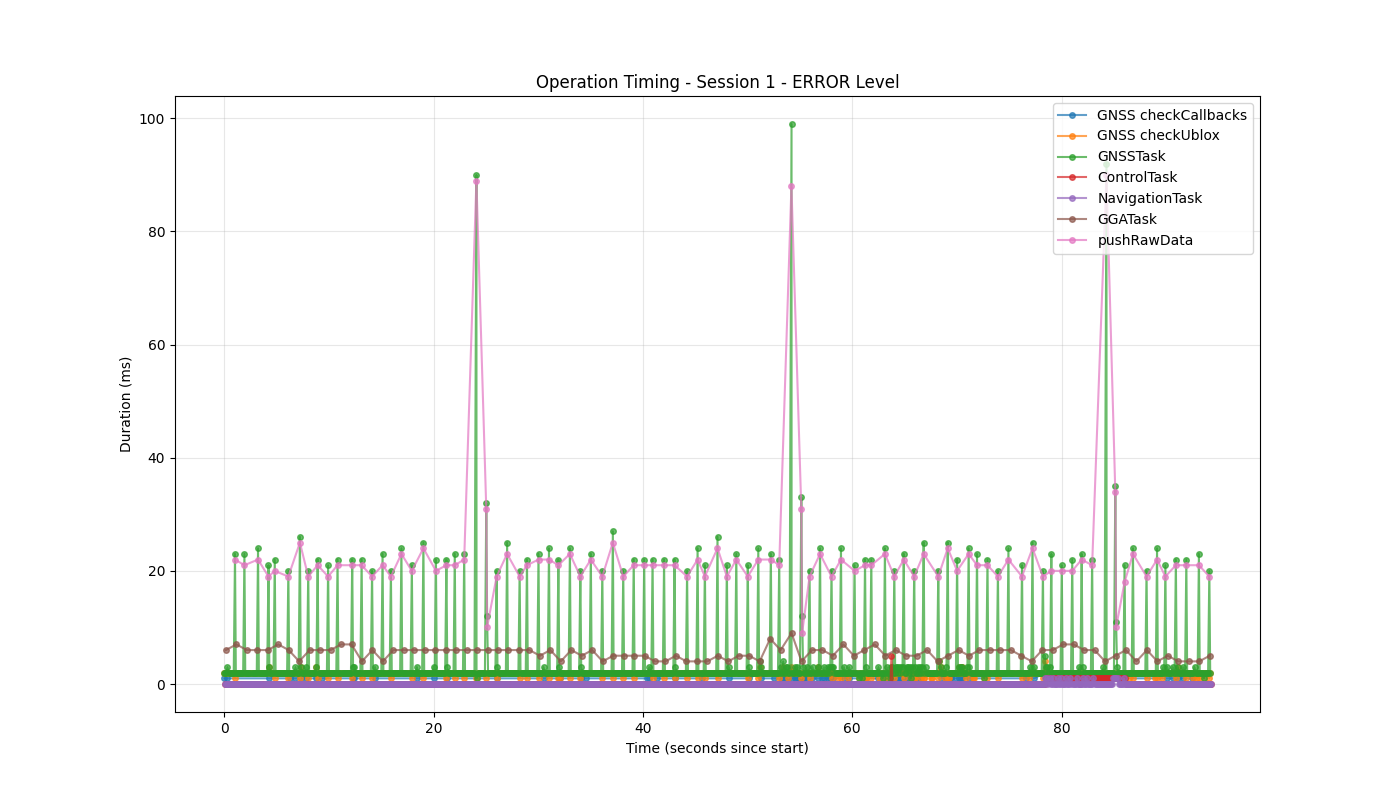 Operation Timing - Session 1 - ERROR Level
100
80
60
40
20
0
Duration (ms)
GNSS checkCallbacks
GNSS checkUblox
GNSSTask
ControlTask
NavigationTask
GGATask
pushRawData
0
20
40
60
80
Time (seconds since start)